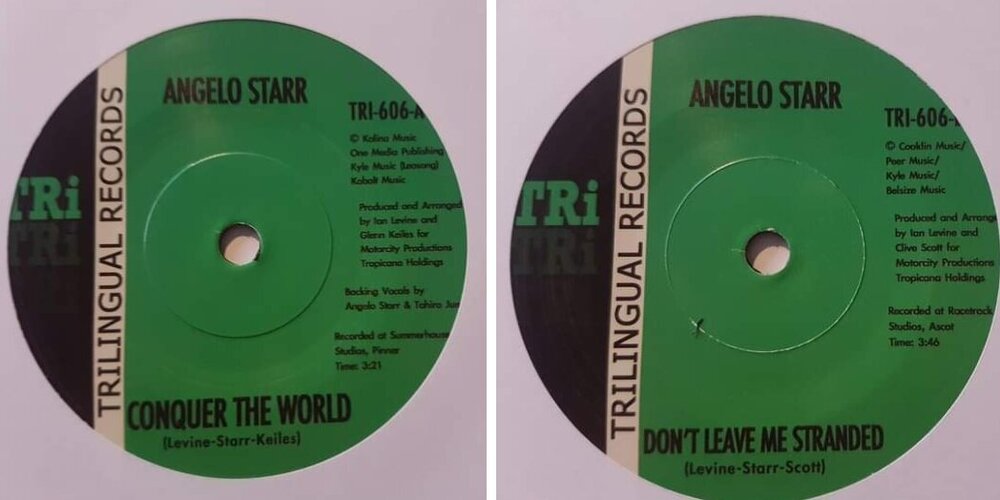 ANGELO STARR
TRI-606-A
© Kalina Music
One Media Publishing
Kyle Music (Leosong)
Kobalt Music
Produced and Arranged
by Ian Levine and
Glenn Keiles for
Motorcity Productions
Tropicana Holdings
Backing Vocals by
Angelo Starr & Tahira
Recorded at Summerhouse
Studios, Pinner
Time: 3:21
TRi
TRi
TRILINGUAL RECORDS
CONQUER THE WORLD
(Levine-Starr-Keiles)
ANGELO STARR
TRI-606-
© Cooklin Music/
Peer Music/
Kyle Music/
Belsize Music
Produced and Arrang
by Ian Levine and
Clive Scott for
Motorcity Productions
Tropicana Holdings
Recorded at Racetrack
Studios, Ascot
Time: 3:46
TRi
TRi
TRILINGUAL RECORDS
DON'T LEAVE ME STRANDED
(Levine-Starr-Scott)